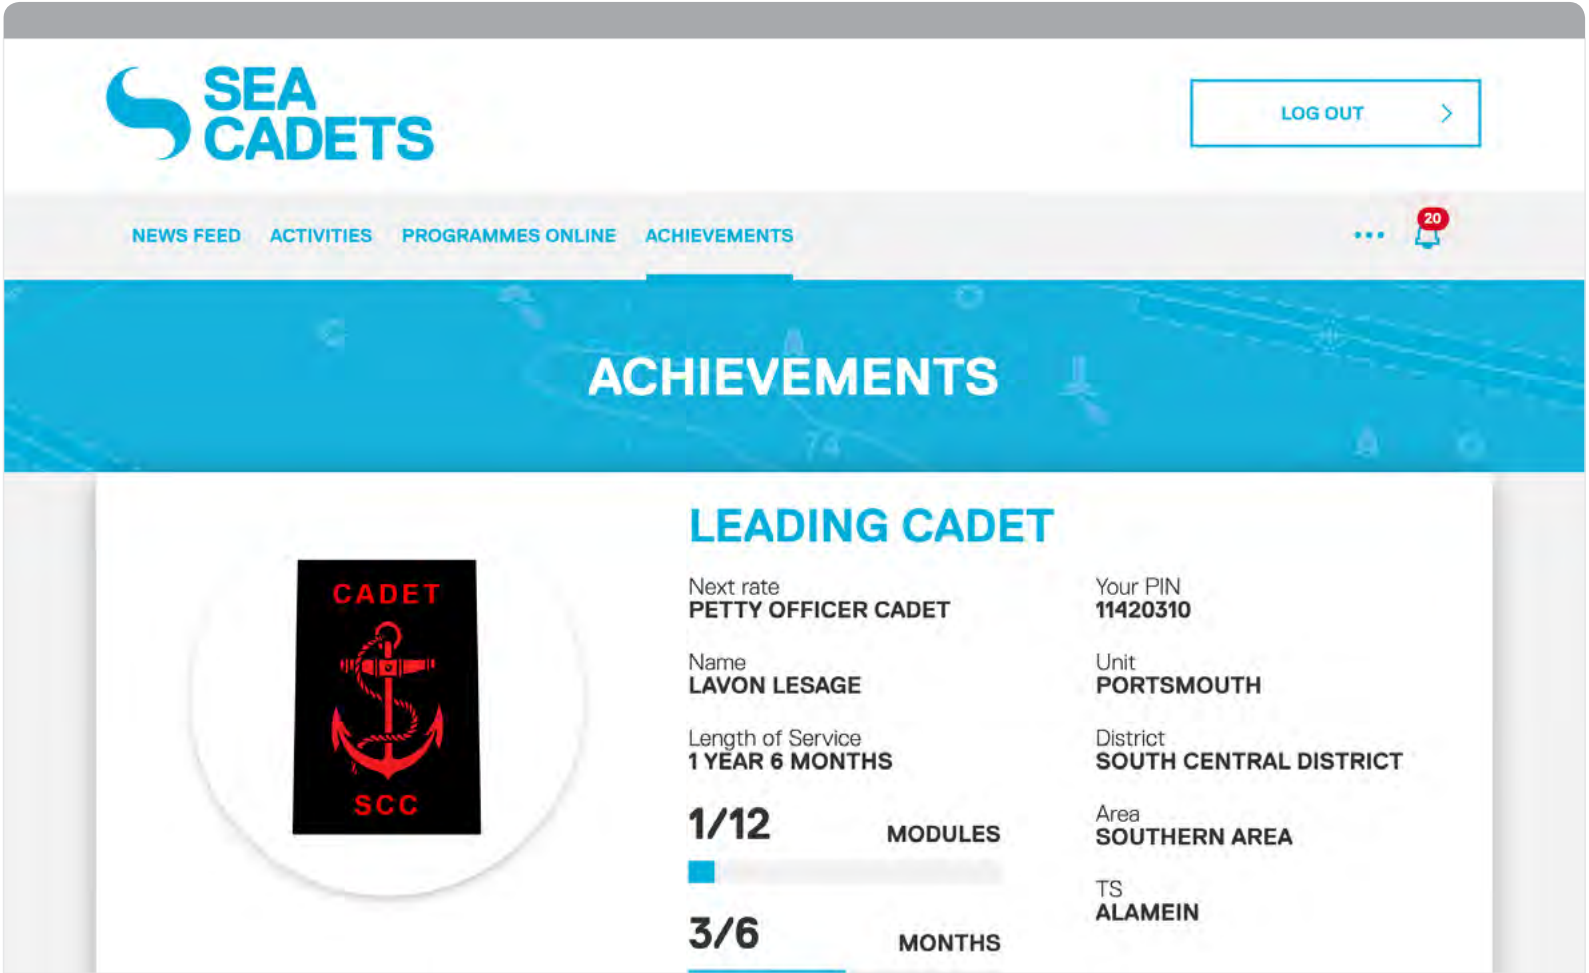 SEA
CADETS
LOG OUT
NEWS FEED ACTIVITIES PROGRAMMES ONLINE ACHIEVEMENTS
20
ACHIEVEMENTS
74
CADET
SCC
LEADING CADET
Next rate
PETTY OFFICER CADET
Name
LAVON LESAGE
Length of Service
1 YEAR 6 MONTHS
1/12 MODULES
3/6 MONTHS
Your PIN
11420310
Unit
PORTSMOUTH
District
SOUTH CENTRAL DISTRICT
Area
SOUTHERN AREA
TS
ALAMEIN